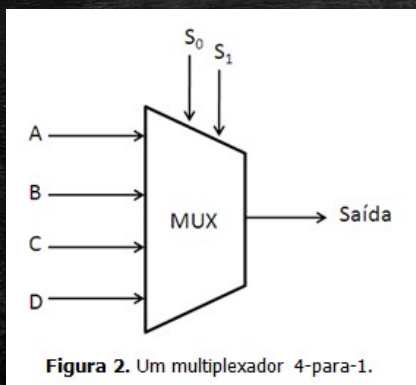 S0 S1
A
B
MUX
Saída
C
D
Figura 2. Um multiplexador 4-para-1.